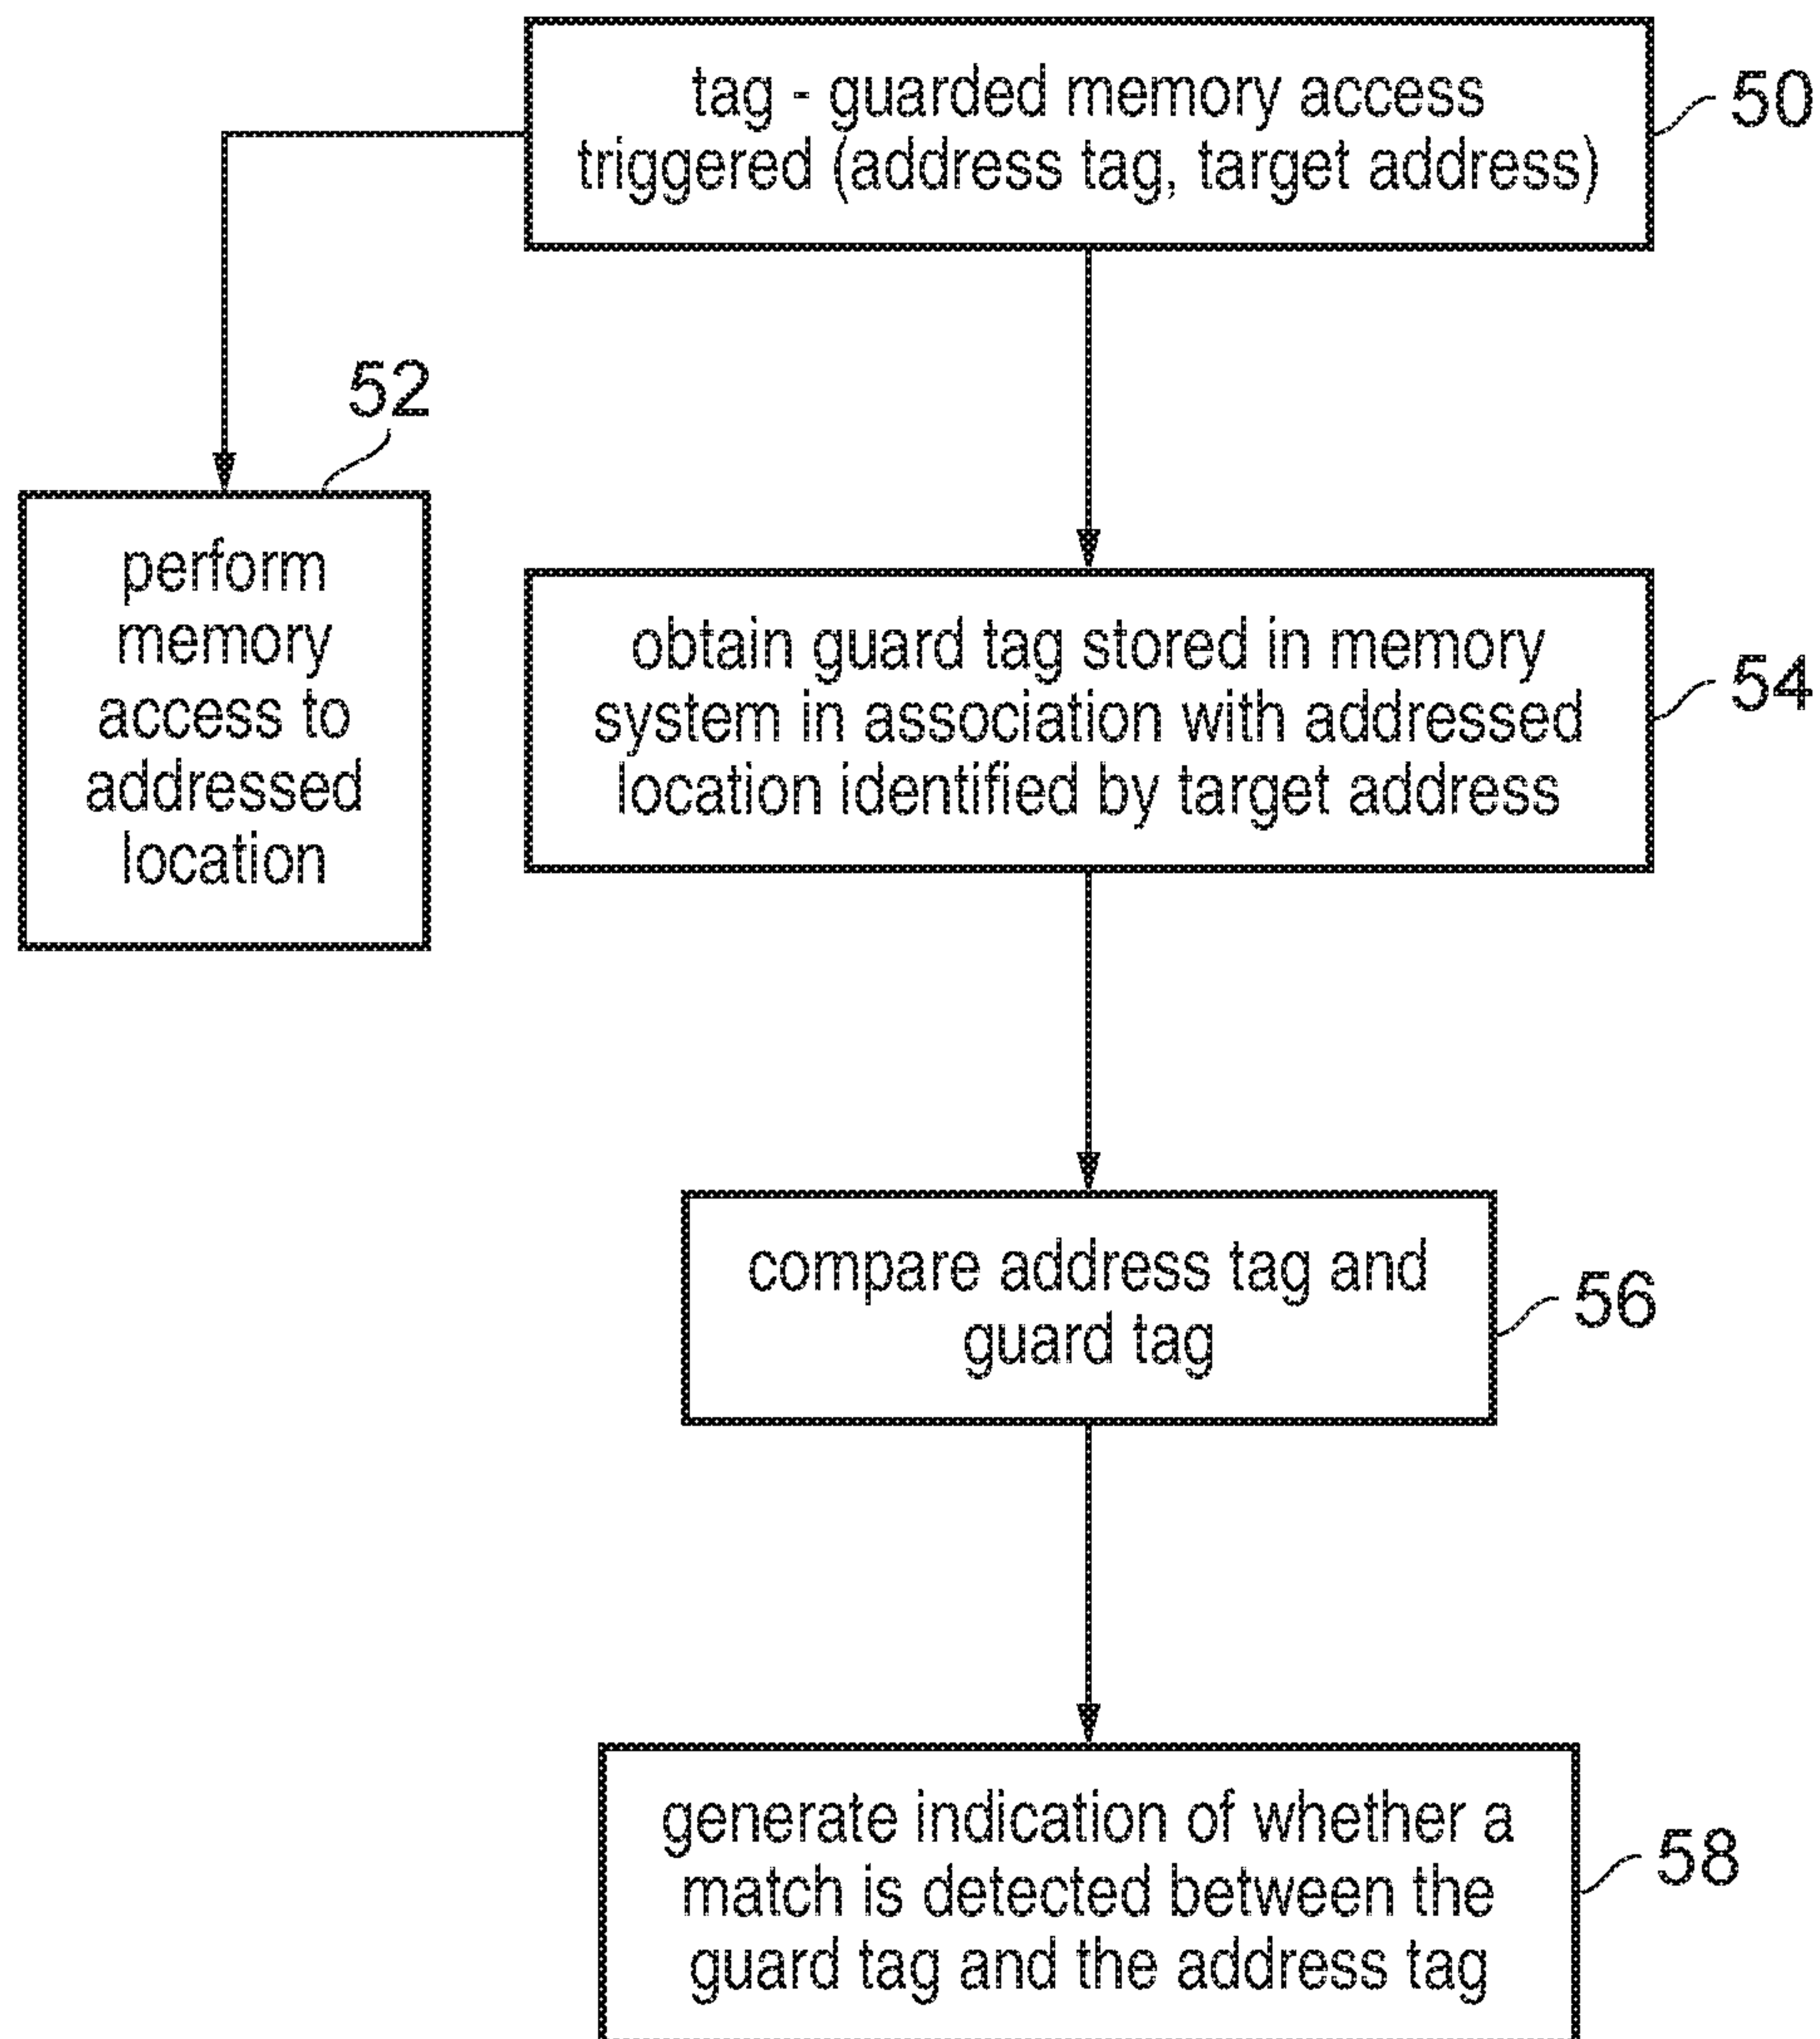 tag - guarded memory access
triggered (address tag, target address)
50
52
perform
memory
access to
addressed
location
obtain guard tag stored in memory
system in association with addressed
location identified by target address
54
compare address tag and
guard tag
56
generate indication of whether a
match is detected between the
guard tag and the address tag
58